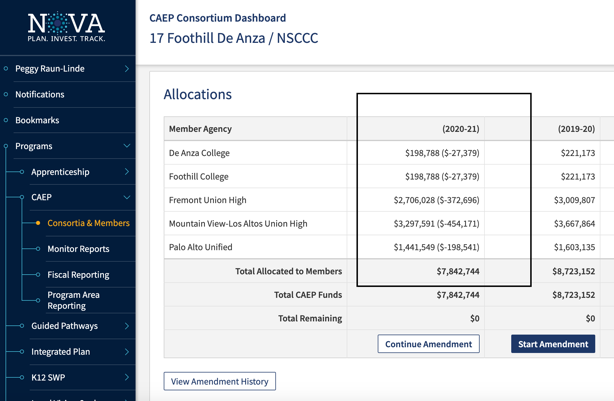 NOVA
PLAN. INVEST. TRACK.
Peggy Raun-Linde
Notifications
Bookmarks
Programs
Apprenticeship
CAEP
Consortia & Members
Monitor Reports
Fiscal Reporting
Program Area
Reporting
Guided Pathways
Integrated Plan
K12 SWP
CAEP Consortium Dashboard
17 Foothill De Anza / NSCCC
Allocations
Member Agency (2020-21) (2019-20)
De Anza College $198,788 ($-27,379) $221,173
Foothill College $198,788 ($-27,379) $221,173
Fremont Union High $2,706,028 ($-372,696) $3,009,807
Mountain View-Los Altos Union High $3,297,591 ($-454,171) $3,667,864
Palo Alto Unified $1,441,549 ($-198,541) $1,603,135
Total Allocated to Members $7,842,744 $8,723,152
Total CAEP Funds $7,842,744 $8,723,152
Total Remaining $0 $0
Continue Amendment Start Amendment
View Amendment History